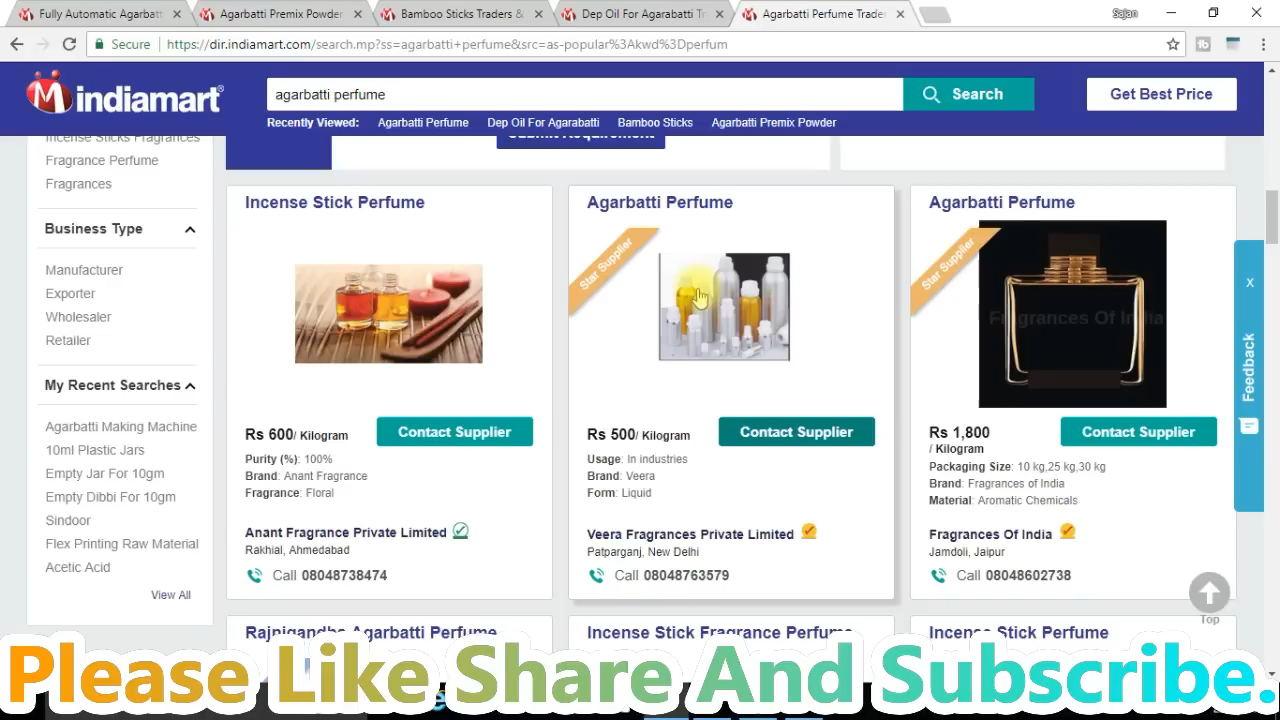 Fully Automatic Agarbatti
Agarbatti Premix Powder
Bamboo Sticks Traders &
Dep Oil For Agarabatti Tr
Agarbatti Perfume Trade
Sajan
Secure
https://dir.indiamart.com/search.mp?ss=agarbatti+perfume&src=as-popular%3Akwd%3Dperfum
indiamart
agarbatti perfume
Search
Get Best Price
Recently Viewed: Agarbatti Perfume Dep Oil For Agarabatti Bamboo Sticks Agarbatti Premix Powder
Incense Sticks Fragrances
Submit Requirement
Fragrance Perfume
Fragrances
Business Type
Manufacturer
Exporter
Wholesaler
Retailer
My Recent Searches
Agarbatti Making Machine
10ml Plastic Jars
Empty Jar For 10gm
Empty Dibbi For 10gm
Sindoor
Flex Printing Raw Material
Acetic Acid
View All
Incense Stick Perfume
Rs 600/ Kilogram
Contact Supplier
Purity (%): 100%
Brand: Anant Fragrance
Fragrance: Floral
Anant Fragrance Private Limited
Rakhial, Ahmedabad
Call 08048738474
Agarbatti Perfume
Star Supplier
Rs 500/ Kilogram
Contact Supplier
Usage: In industries
Brand: Veera
Form: Liquid
Veera Fragrances Private Limited
Patparganj, New Delhi
Call 08048763579
Agarbatti Perfume
Star Supplier
Fragrances Of India
Rs 1,800
/ Kilogram
Contact Supplier
Packaging Size: 10 kg,25 kg,30 kg
Brand: Fragrances of India
Material: Aromatic Chemicals
Fragrances Of India
Jamdoli, Jaipur
Call 08048602738
x
Feedback
Top
Rajnigandha Agarbatti Perfume
Incense Stick Fragrance Perfume
Incense Stick Perfume
Please Like Share And Subscribe.